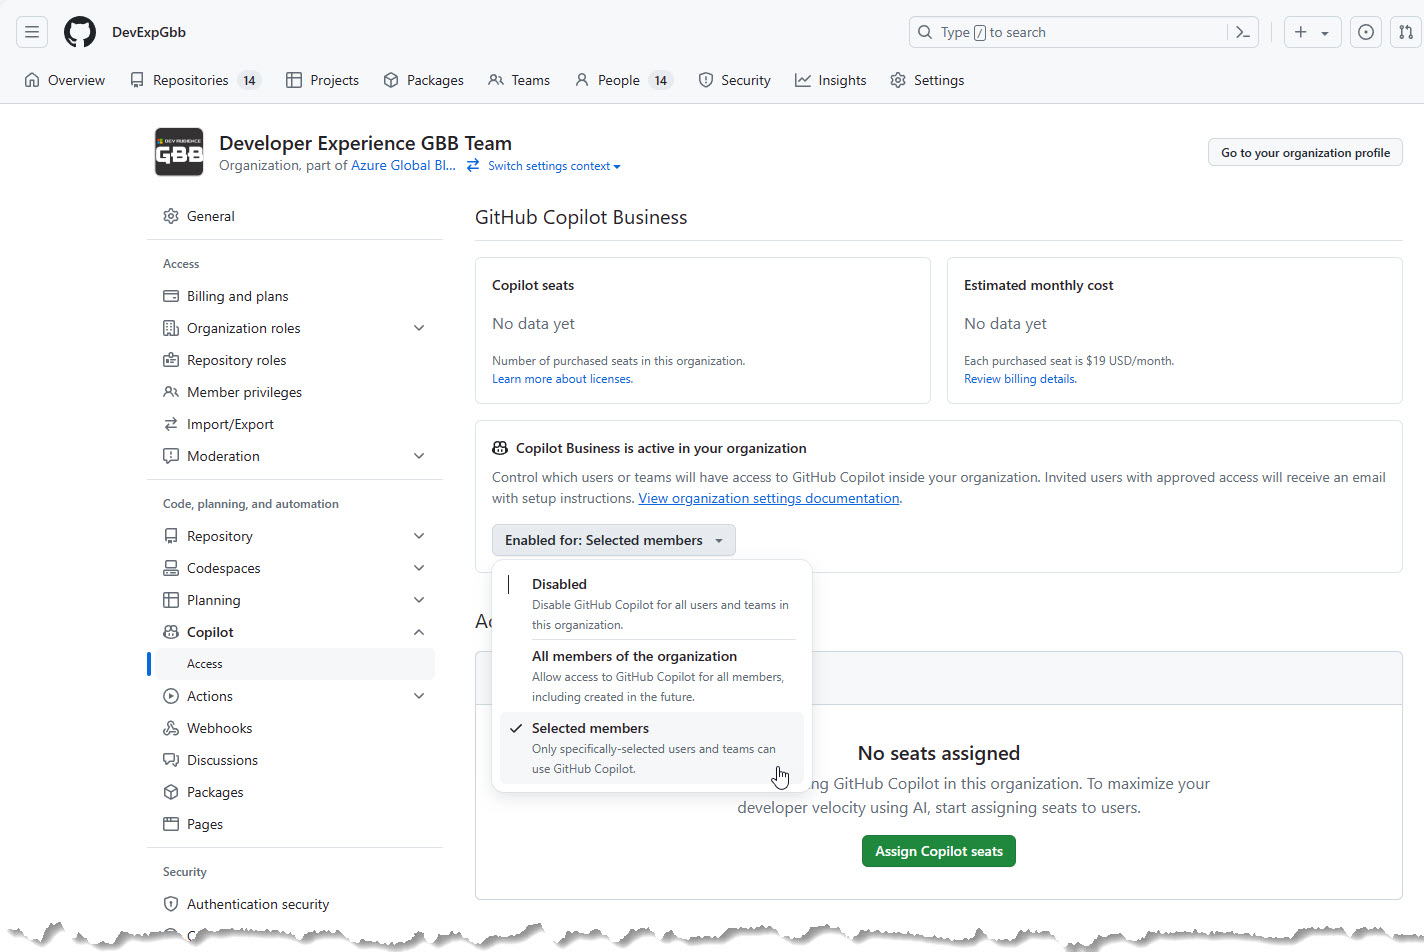 DevExpGbb
Type / to search
Overview
Repositories 14
Projects
Packages
Teams
People 14
Security
Insights
Settings
GBB
Developer Experience GBB Team
Organization, part of Azure Global Bl... Switch settings context
Go to your organization profile
General
Access
Billing and plans
Organization roles
Repository roles
Member privileges
Import/Export
Moderation
Code, planning, and automation
Repository
Codespaces
Planning
Copilot
Access
Actions
Webhooks
Discussions
Packages
Pages
Security
Authentication security
GitHub Copilot Business
Copilot seats
No data yet
Number of purchased seats in this organization.
Learn more about licenses.
Estimated monthly cost
No data yet
Each purchased seat is $19 USD/month.
Review billing details.
Copilot Business is active in your organization
Control which users or teams will have access to GitHub Copilot inside your organization. Invited users with approved access will receive an email
with setup instructions. View organization settings documentation.
Enabled for: Selected members
Disabled
Disable GitHub Copilot for all users and teams in
this organization.
All members of the organization
Allow access to GitHub Copilot for all members,
including created in the future.
Selected members
Only specifically-selected users and teams can
use GitHub Copilot.
No seats assigned
GitHub Copilot in this organization. To maximize your
developer velocity using AI, start assigning seats to users.
Assign Copilot seats